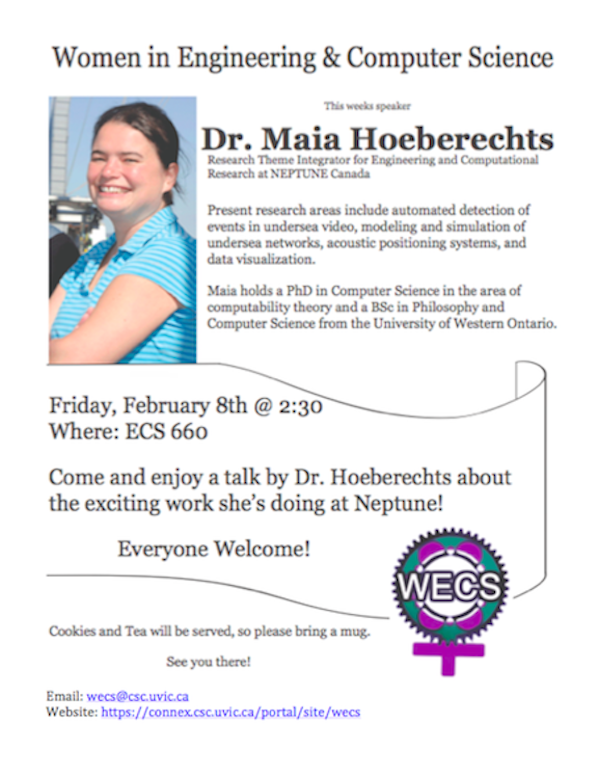 Women in Engineering & Computer Science
This weeks speaker
Dr. Maia Hoeberechts
Research Theme Integrator for Engineering and Computational
Research at NEPTUNE Canada
Present research areas include automated detection of
events in undersea video, modeling and simulation of
undersea networks, acoustic positioning systems, and
data visualization.
Maia holds a PhD in Computer Science in the area of
computability theory and a BSc in Philosophy and
Computer Science from the University of Western Ontario.
Friday, February 8th @ 2:30
Where: ECS 660
Come and enjoy a talk by Dr. Hoeberechts about
the exciting work she's doing at Neptune!
Everyone Welcome!
WECS
Cookies and Tea will be served, so please bring a mug.
See you there!
Email: wecs@csc.uvic.ca
Website: https://connex.csc.uvic.ca/portal/site/wecs